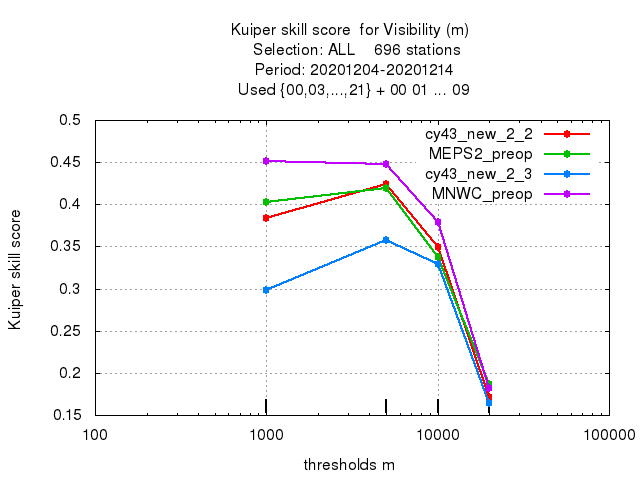 Kuiper skill score  for Visibility (m)
Selection: ALL    696 stations
Period: 20201204-20201214
Used {00,03,...,21} + 00 01 ... 09
0.5
cy43_new_2_2
MEPS2_preop
0.45
cy43_new_2_3
MNWC_preop
0.4
0.35
0.3
0.25
0.2
0.15
Kuiper skill score
100 1000 10000 100000
thresholds m